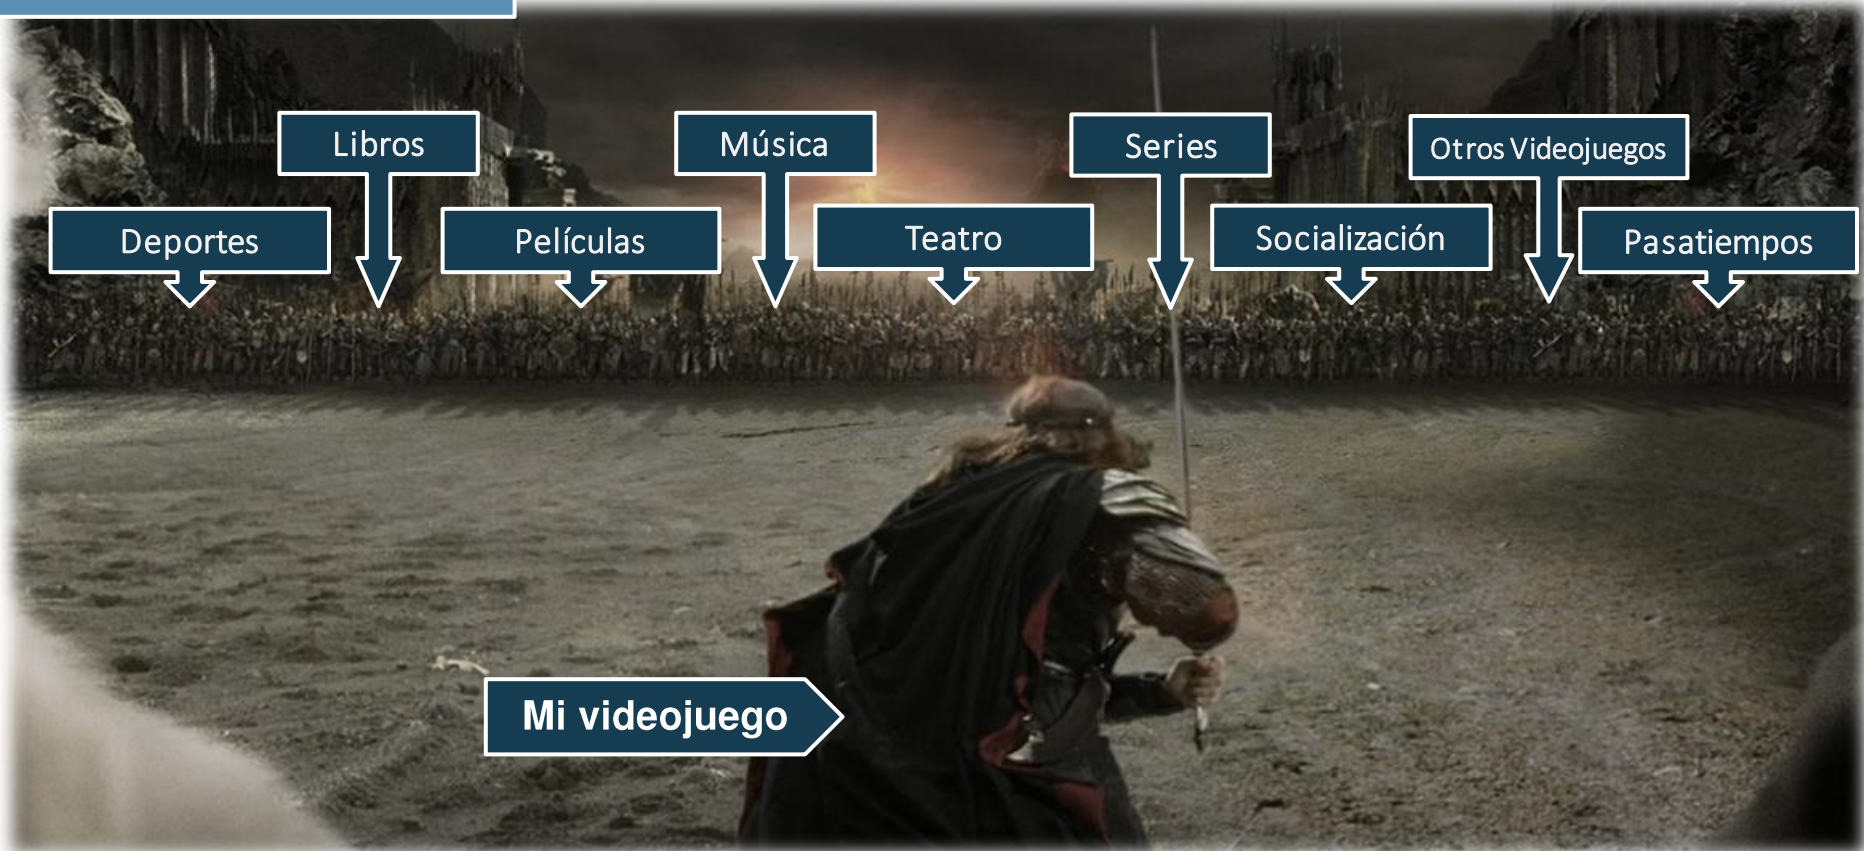 Libros
Música
Series
Otros Videojuegos
Deportes
Películas
Teatro
Socialización
Pasatiempos
Mi videojuego